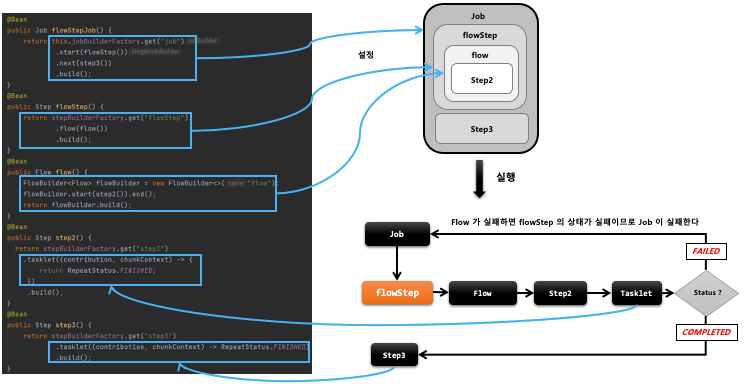 @Bean
public Job flowStepJob() {
return this.jobBuilderFactory.get("job") JobBuilder
.start(flowStep()) SimpleJobBuilder
.next(step3())
.build();
}
@Bean
public Step flowStep() {
return stepBuilderFactory.get("flowStep")
.flow(flow())
.build();
}
@Bean
public Flow flow() {
FlowBuilder<Flow> flowBuilder = new FlowBuilder<>( name: "flow");
flowBuilder.start(step2()).end();
return flowBuilder.build();
}
@Bean
public Step step2() {
return stepBuilderFactory.get("step2")
.tasklet((contribution, chunkContext) -> {
return RepeatStatus.FINISHED;
})
.build();
}
@Bean
public Step step3() {
return stepBuilderFactory.get("step3")
.tasklet((contribution, chunkContext) -> RepeatStatus.FINISHED)
.build();
}
설정
Job
flowStep
flow
Step2
Step3
실행
Flow 가 실패하면 flowStep 의 상태가 실패이므로 Job 이 실패한다
Job
FAILED
flowStep
Flow
Step2
Tasklet
Status ?
COMPLETED
Step3